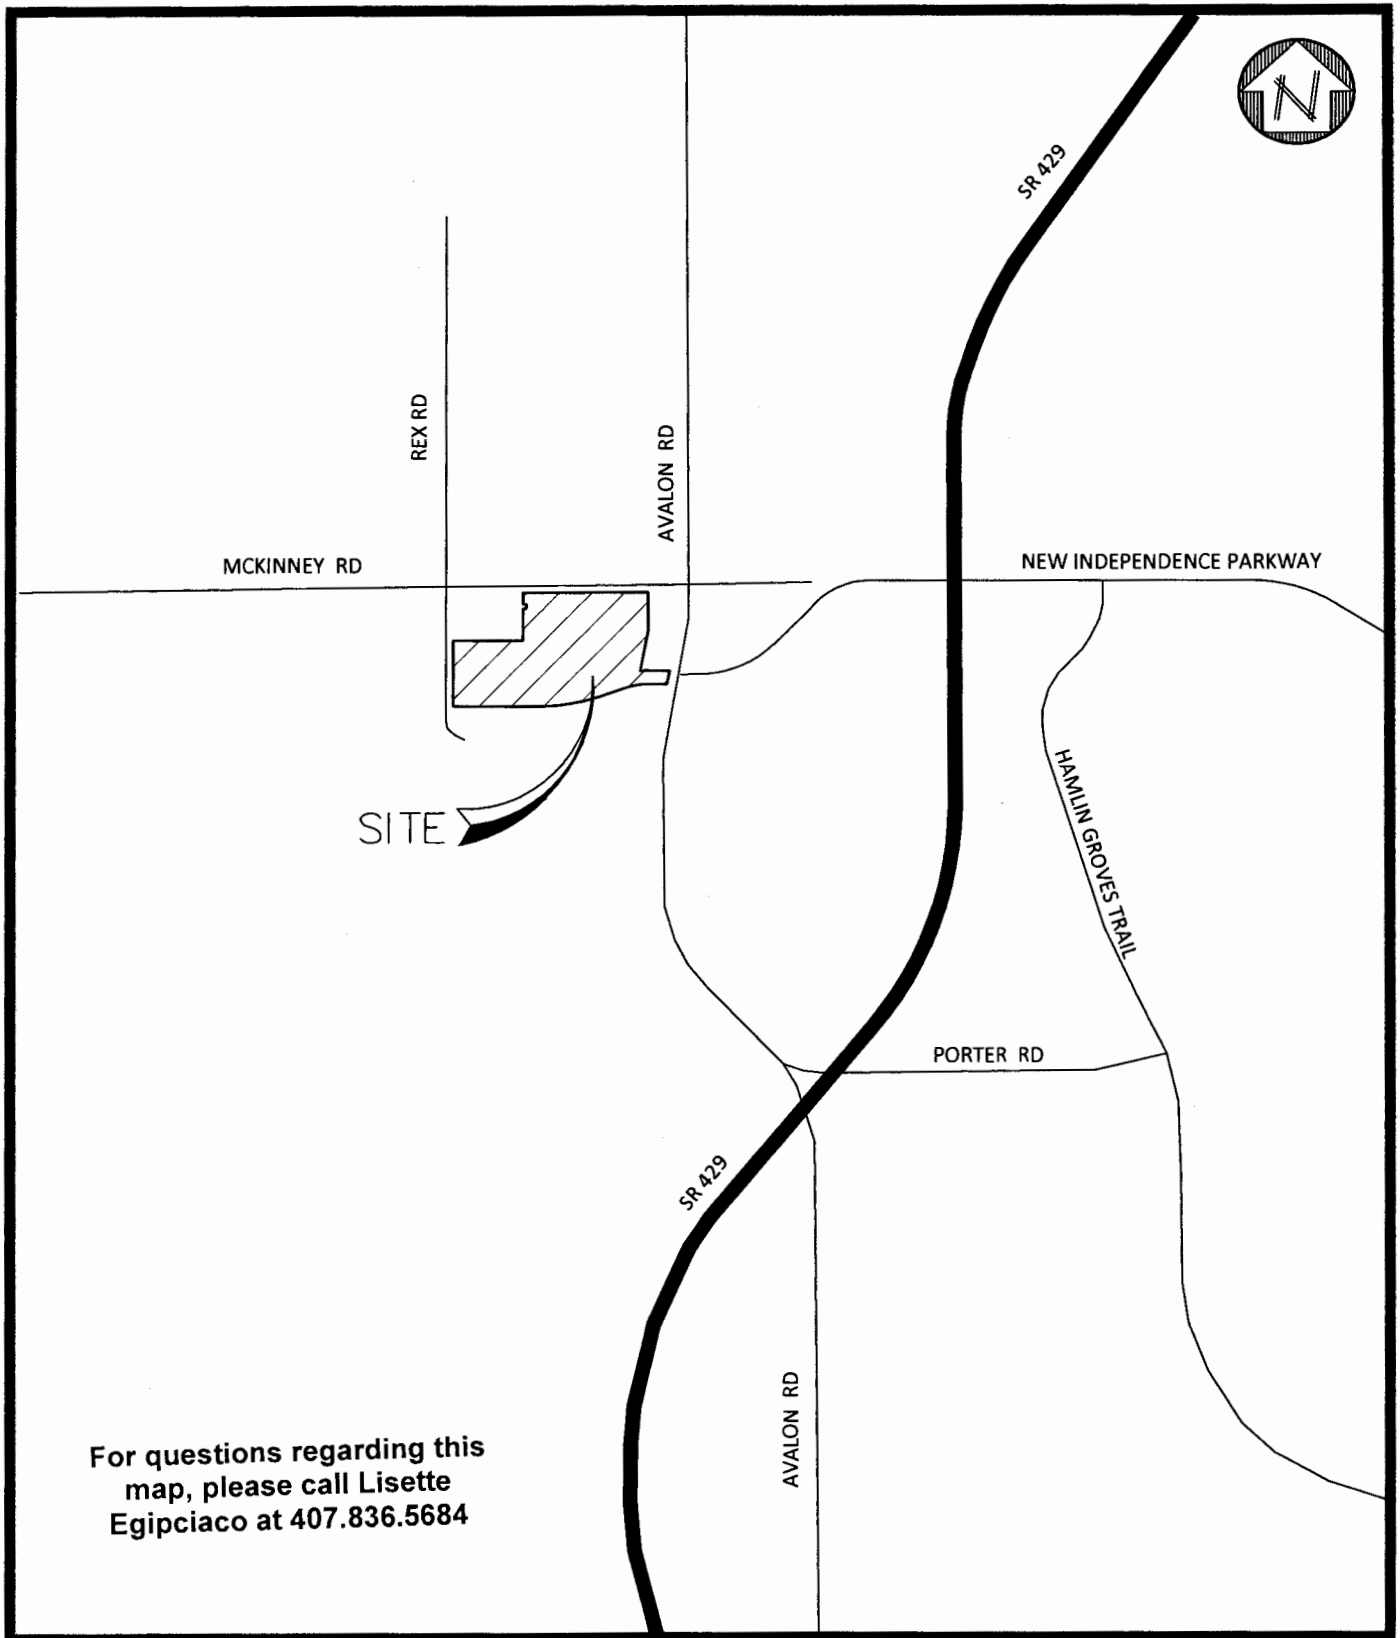 N
SR 429
REX RD
AVALON RD
MCKINNEY RD
NEW INDEPENDENCE PARKWAY
SITE
HAMLIN GROVES TRAIL
PORTER RD
SR 429
AVALON RD
For questions regarding this
map, please call Lisette
Egipciaco at 407.836.5684